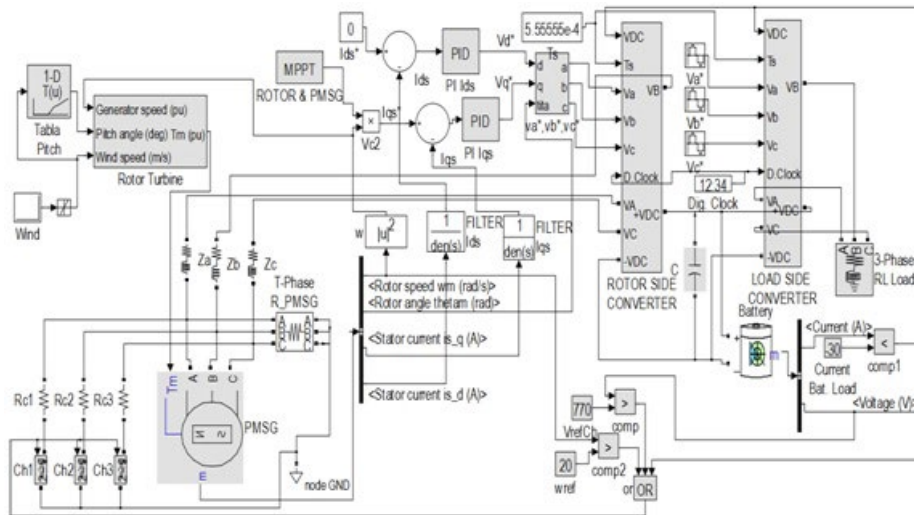 0
Ids*
Ids
PID
PI Ids
Vd*
5.55555e-4
Ts
VDC
Ts
Va
VB
Vb
Vc
D.Clock
VA
+VDC
VC
-VDC
ROTOR SIDE
CONVERTER
VDC
Ts
Va
VB
Vb
Vc
D.Clock
VA
+VDC
VC
-VDC
LOAD SIDE
CONVERTER
Va*
Vb*
Vc*
12.34
Dig. Clock
MPPT
ROTOR & PMSG
Iqs*
×
Vc2
Iqs
PID
PI Iqs
Vq*
d
q
a
b
c
va*,vb*,vc*
1-D
T(u)
Tabla
Pitch
Generator speed (pu)
Pitch angle (deg)
Tm (pu)
Wind speed (m/s)
Rotor Turbine
Wind
Za
Zb
Zc
w
|u|
2
1
den(s)
FILTER
Ids
1
den(s)
FILTER
Iqs
C
A
B
C
3-Phase
RL Load
T-Phase
R_PMSG
A
B
C
A
B
C
<Rotor speed wm (rad/s)>
<Rotor angle thetam (rad)>
<Stator current is_q (A)>
<Stator current is_d (A)>
Battery
+
-
m
<Current (A)>
-30
Current
Bat. Load
<
comp1
<Voltage (V)>
Rc1
Rc2
Rc3
Tm
A
B
C
PMSG
m
Ch1
Ch2
Ch3
node GND
770
VrefCh
>
comp
20
wref
>
comp2
or
OR